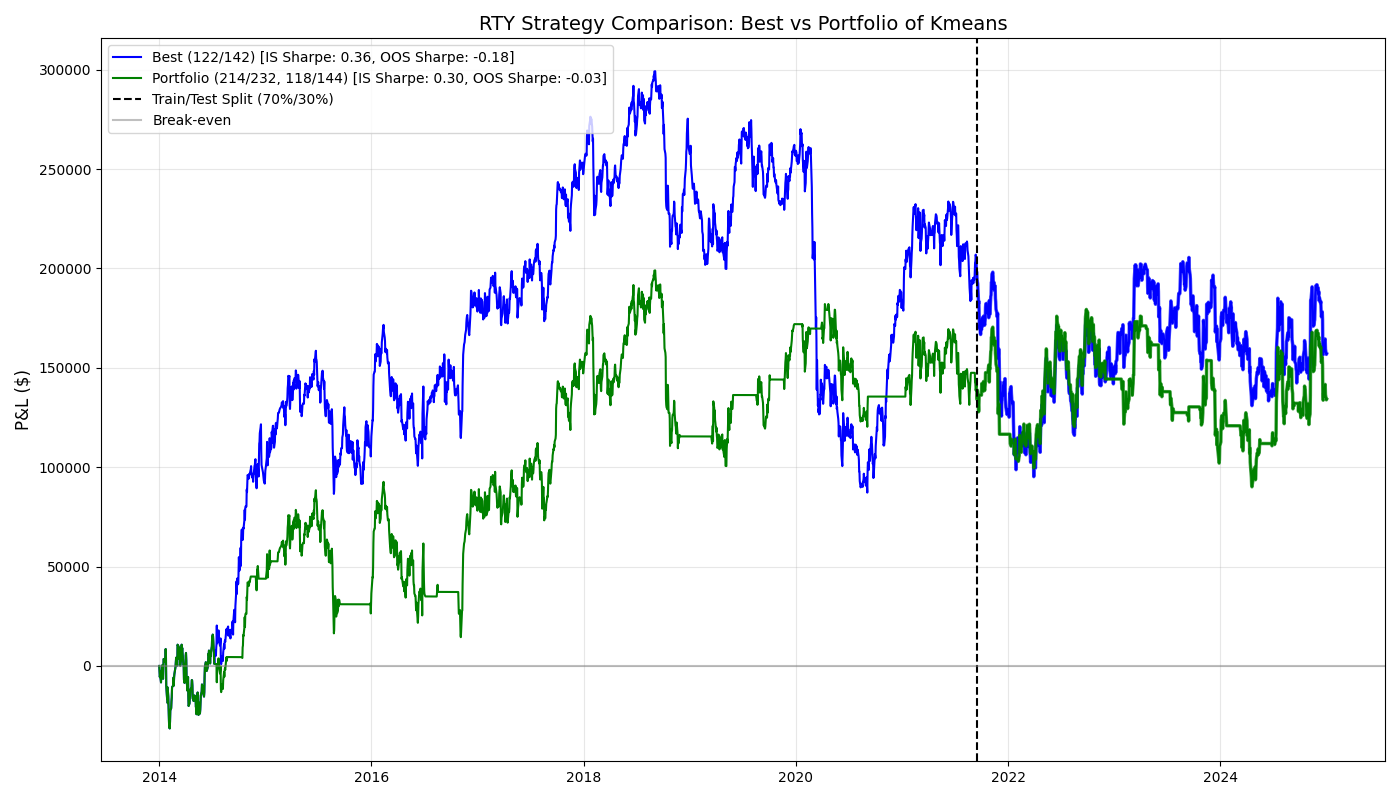 RTY Strategy Comparison: Best vs Portfolio of Kmeans
Best (122/142) [IS Sharpe: 0.36, OOS Sharpe: -0.18]
Portfolio (214/232, 118/144) [IS Sharpe: 0.30, OOS Sharpe: -0.03]
Train/Test Split (70%/30%)
Break-even
P&L ($)
300000
250000
200000
150000
100000
50000
0
2014 2016 2018 2020 2022 2024